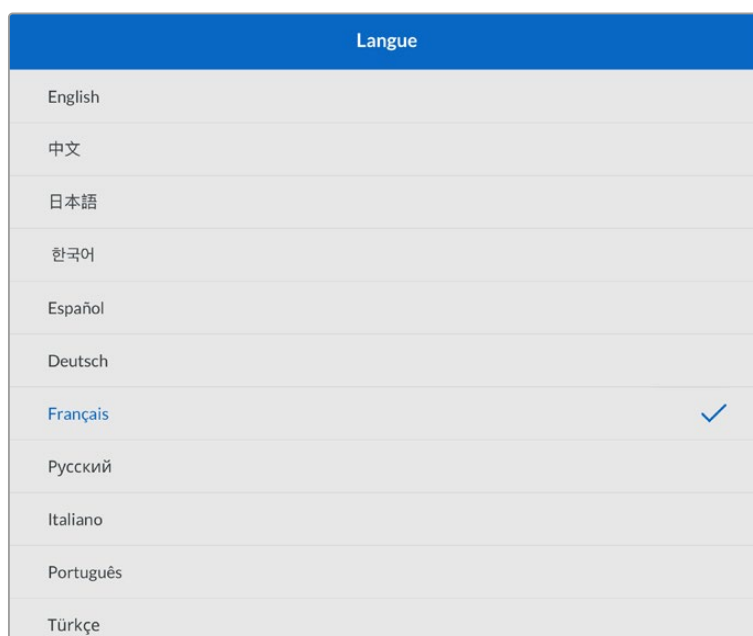 Langue
English
中文
日本語
한국어
Español
Deutsch
Français
Русский
Italiano
Português
Türkçe